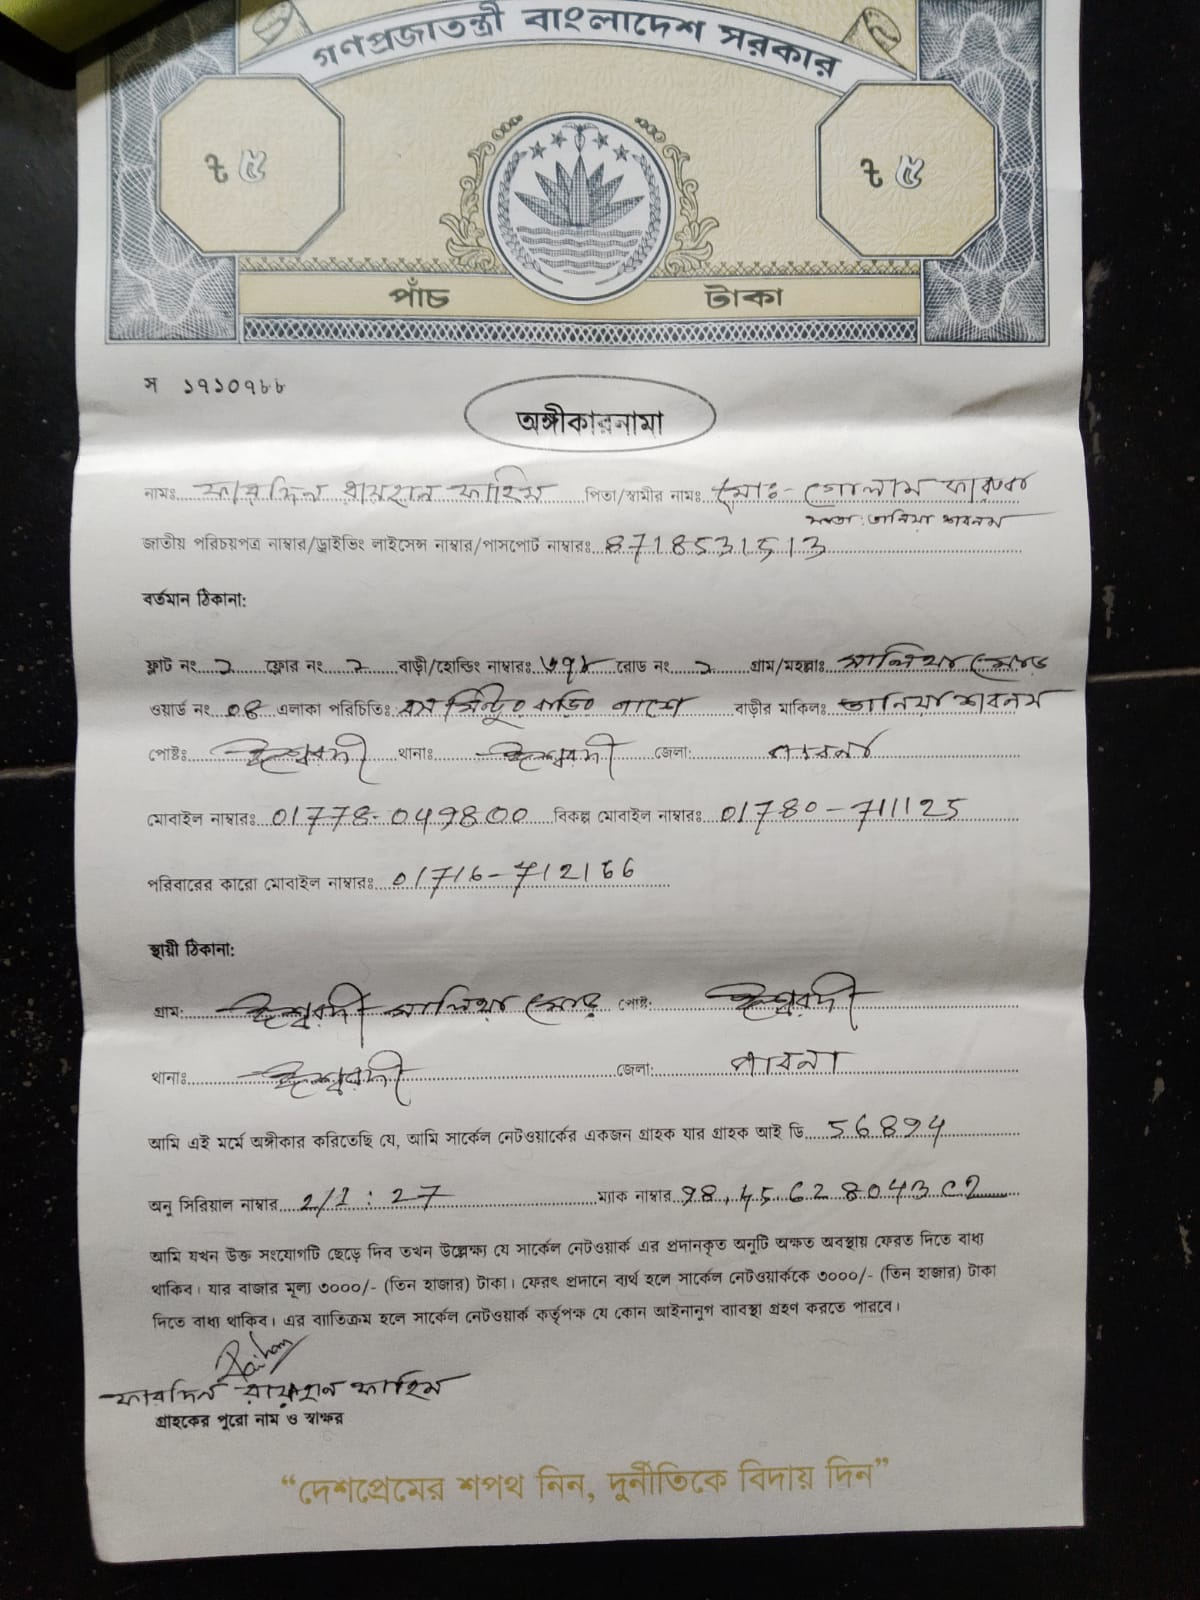 গণপ্রজাতন্ত্রী বাংলাদেশ সরকার
৳ ৫ ৳ ৫
পাঁচ টাকা
স ১৭১০৭৮৮
অঙ্গীকারনামা
নামঃ ফারদিন রায়হান ফাহিম পিতা/স্বামীর নামঃ মোঃ- গোলাম ফারুক
মাতা: তানিয়া শবনম
জাতীয় পরিচয়পত্র নাম্বার/ড্রাইভিং লাইসেন্স নাম্বার/পাসপোর্ট নাম্বারঃ 8718531513
বর্তমান ঠিকানা:
ফ্লাট নং ১ ফ্লোর নং ২ বাড়ী/হোল্ডিং নাম্বারঃ রোড নং ১ গ্রাম/মহল্লাঃ মোড়
ওয়ার্ড নং 08 এলাকা পরিচিতিঃ বাড়ির পাশে বাড়ীর মালিকঃ তানিয়া শবনম
পোষ্টঃ ঈশ্বরদী থানাঃ ঈশ্বরদী জেলা: পাবনা
মোবাইল নাম্বারঃ 01778-049800 বিকল্প মোবাইল নাম্বারঃ 01780-711125
পরিবারের কারো মোবাইল নাম্বারঃ 01716-712166
স্থায়ী ঠিকানা:
গ্রাম: ঈশ্বরদী মোড় পোষ্ট: ঈশ্বরদী
থানাঃ ঈশ্বরদী জেলা: পাবনা
আমি এই মর্মে অঙ্গীকার করিতেছি যে, আমি সার্কেল নেটওয়ার্কের একজন গ্রাহক যার গ্রাহক আই ডি 56894
অনু সিরিয়াল নাম্বার 2/1 : 27 ম্যাক নাম্বার 98.45628043C2
আমি যখন উক্ত সংযোগটি ছেড়ে দিব তখন উল্লেক্ষ্য যে সার্কেল নেটওয়ার্ক এর প্রদানকৃত অনুটি অক্ষত অবস্থায় ফেরত দিতে বাধ্য
থাকিব। যার বাজার মূল্য ৩০০০/- (তিন হাজার) টাকা। ফেরৎ প্রদানে ব্যর্থ হলে সার্কেল নেটওয়ার্ককে ৩০০০/- (তিন হাজার) টাকা
দিতে বাধ্য থাকিব। এর ব্যাতিক্রম হলে সার্কেল নেটওয়ার্ক কর্তৃপক্ষ যে কোন আইনানুগ ব্যাবস্থা গ্রহণ করতে পারবে।
Raihan
ফারদিন রায়হান ফাহিম
গ্রাহকের পুরো নাম ও স্বাক্ষর
“দেশপ্রেমের শপথ নিন, দুর্নীতিকে বিদায় দিন”